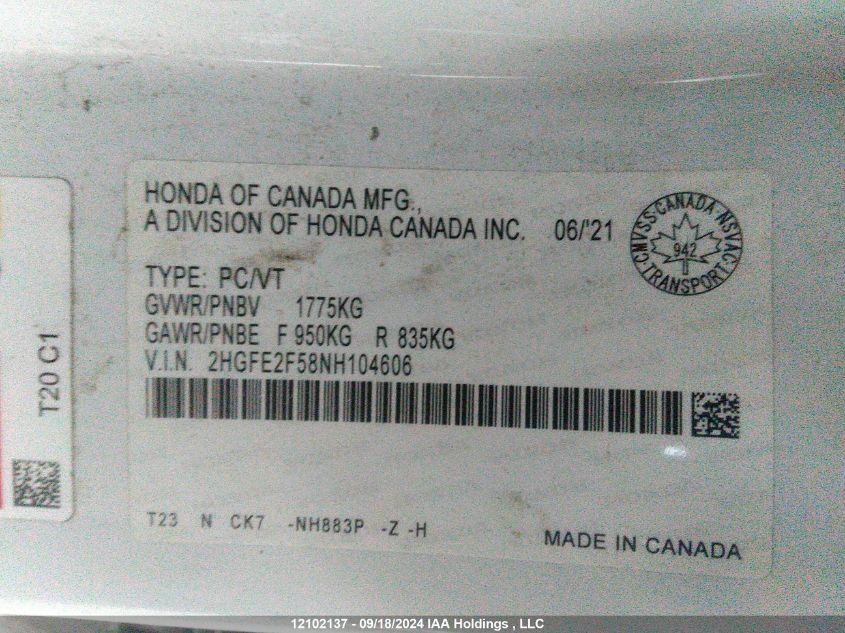 HONDA OF CANADA MFG.,
A DIVISION OF HONDA CANADA INC. 06/'21
CMVSS·CANADA·NSVAC·TRANSPORT·
942
TYPE: PC/VT
GVWR/PNBV 1775KG
GAWR/PNBE F 950KG R 835KG
V.I.N. 2HGFE2F58NH104606
T20 C1
T23 N CK7 -NH883P -Z -H
MADE IN CANADA
12102137 - 09/18/2024 IAA Holdings , LLC